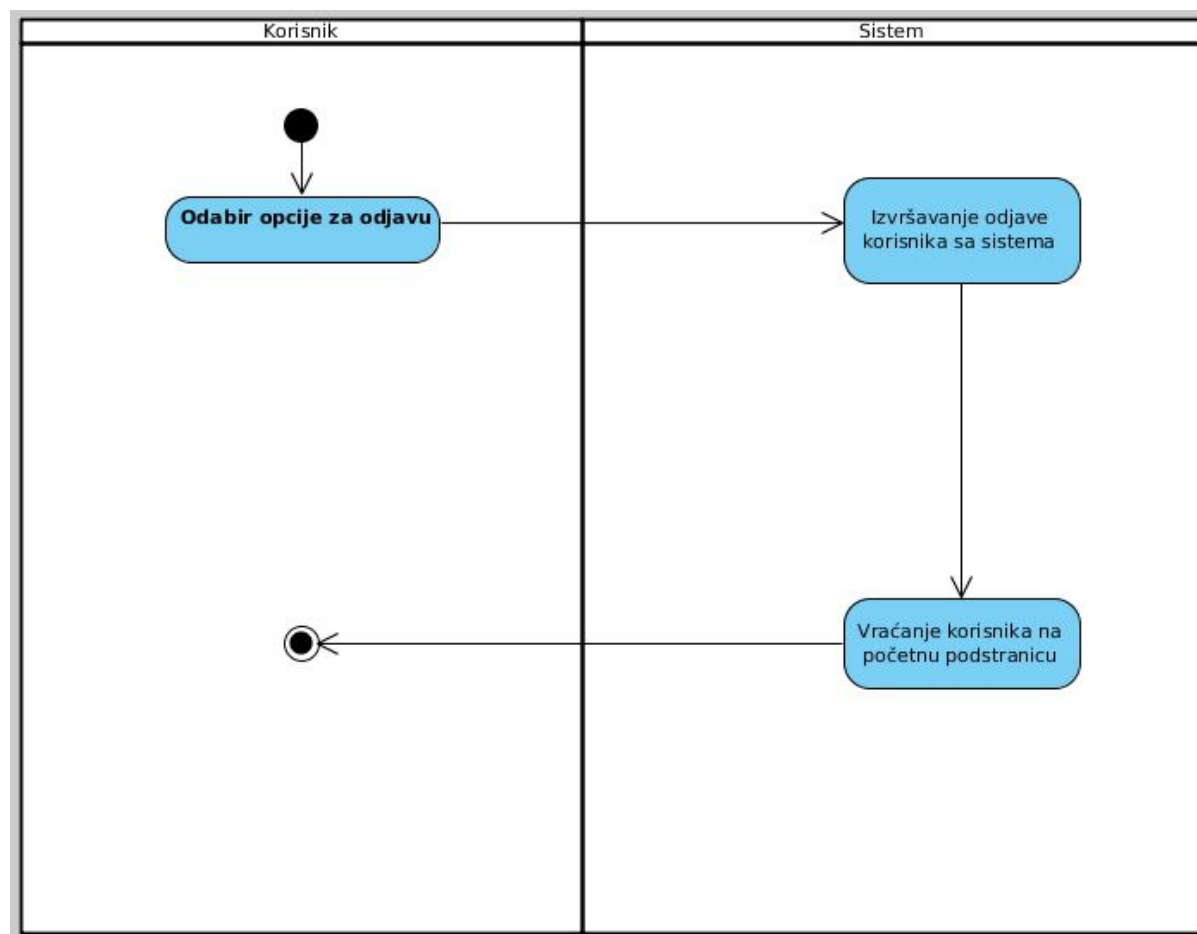 Korisnik
Sistem
Odabir opcije za odjavu
Izvršavanje odjave
korisnika sa sistema
Vraćanje korisnika na
početnu podstranicu